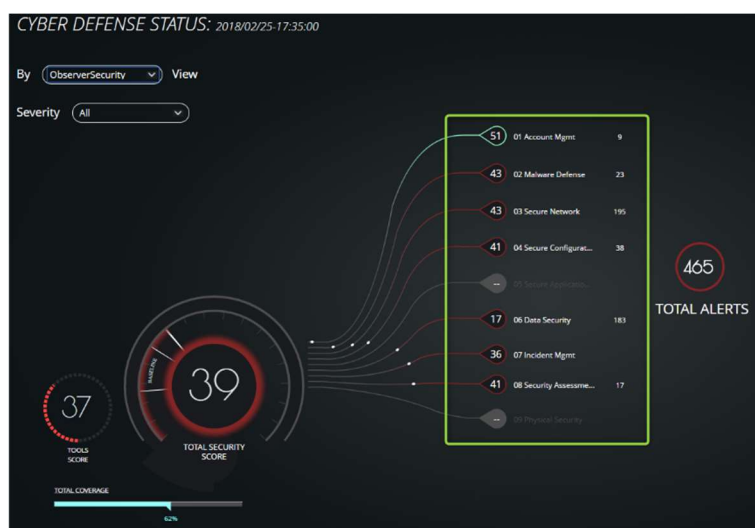 CYBER DEFENSE STATUS: 2018/02/25-17:35:00
By ObserverSecurity View
Severity All
51 01 Account Mgmt 9
43 02 Malware Defense 23
43 03 Secure Network 195
41 04 Secure Configurat... 38
-- 05 Secure Applicatio...
17 06 Data Security 183
36 07 Incident Mgmt
41 08 Security Assessme... 17
-- 09 Physical Security
465
TOTAL ALERTS
BASELINE
39
TOTAL SECURITY
SCORE
37
TOOLS
SCORE
TOTAL COVERAGE
62%